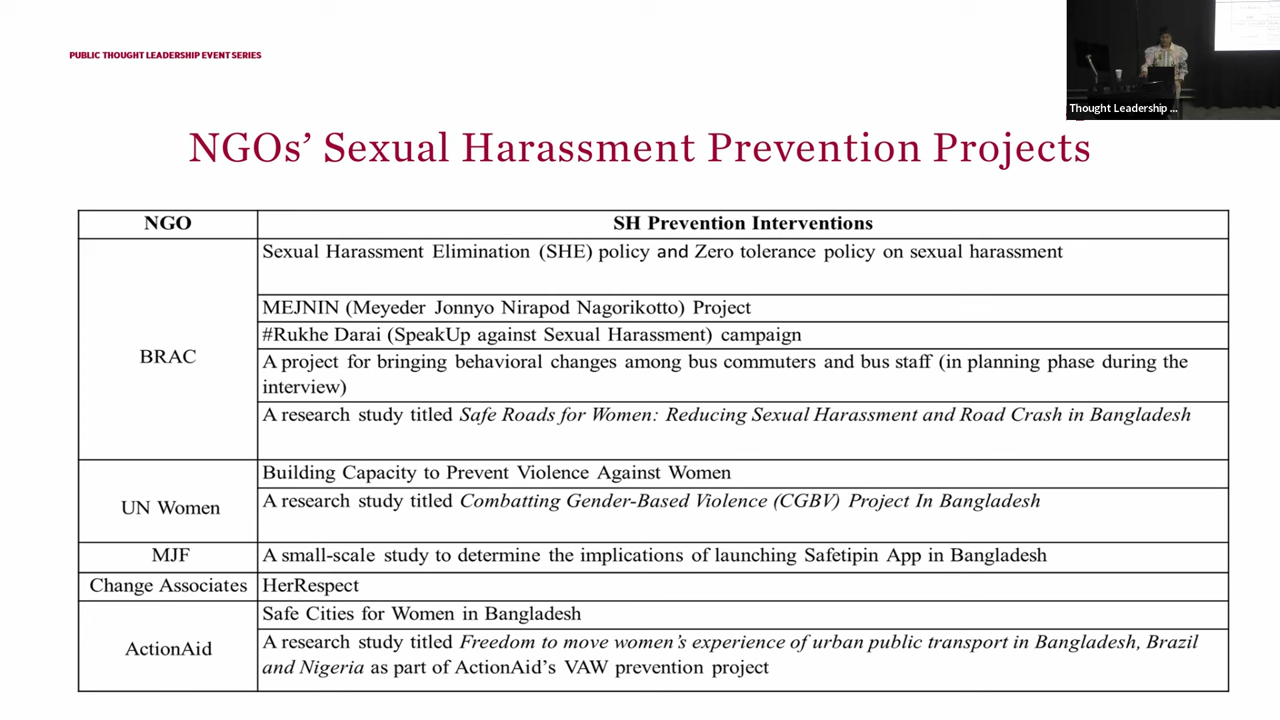 PUBLIC THOUGHT LEADERSHIP EVENT SERIES
Thought Leadership ...
NGOs’ Sexual Harassment Prevention Projects
NGO
SH Prevention Interventions
BRAC
Sexual Harassment Elimination (SHE) policy and Zero tolerance policy on sexual harassment
MEJNIN (Meyeder Jonnyo Nirapod Nagorikotto) Project
#Rukhe Darai (SpeakUp against Sexual Harassment) campaign
A project for bringing behavioral changes among bus commuters and bus staff (in planning phase during the
interview)
A research study titled Safe Roads for Women: Reducing Sexual Harassment and Road Crash in Bangladesh
UN Women
Building Capacity to Prevent Violence Against Women
A research study titled Combatting Gender-Based Violence (CGBV) Project In Bangladesh
MJF
A small-scale study to determine the implications of launching Safetipin App in Bangladesh
Change Associates
HerRespect
ActionAid
Safe Cities for Women in Bangladesh
A research study titled Freedom to move women’s experience of urban public transport in Bangladesh, Brazil
and Nigeria as part of ActionAid’s VAW prevention project